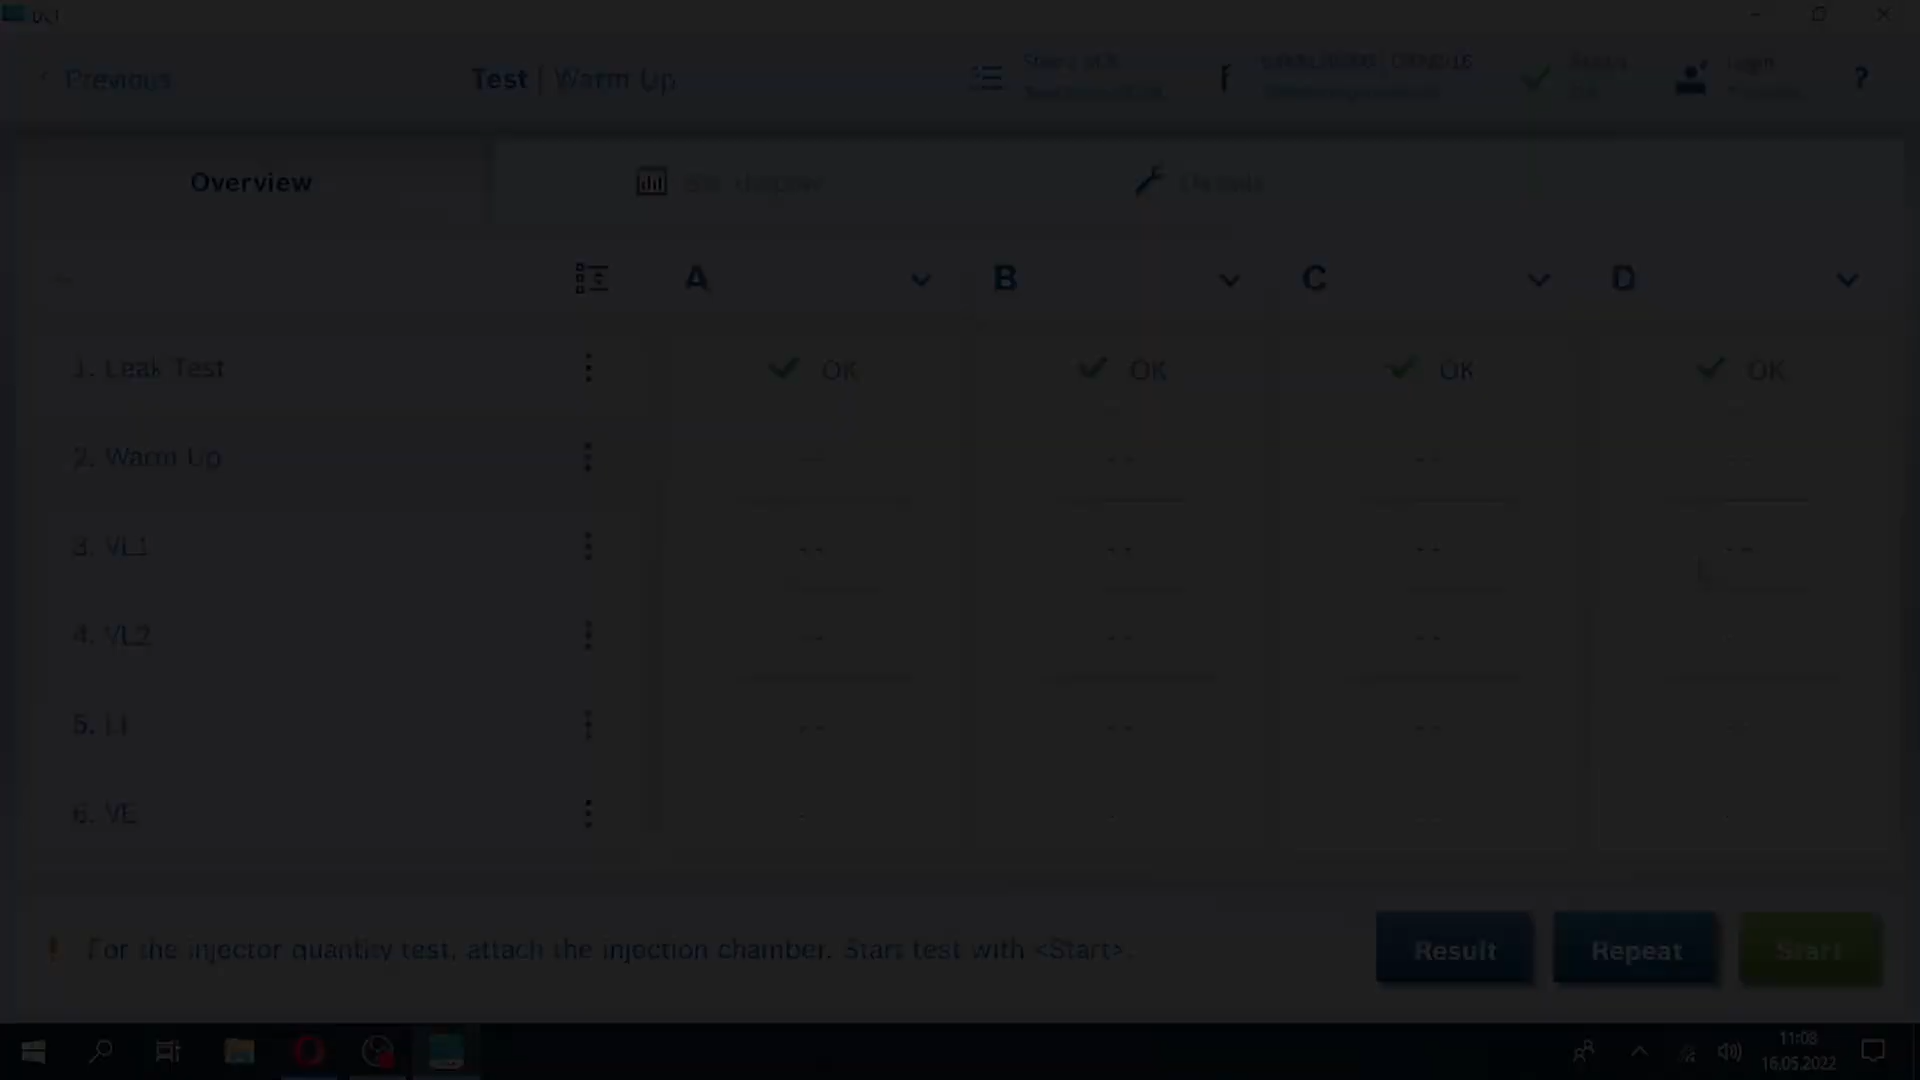 Previous
Test | Warm Up
Login
?
Overview
Details
A
B
C
D
1. Leak Test
OK
OK
OK
OK
2. Warm Up
-- -- --
3. VL1
-- -- -- --
4. VL2
-- -- --
5. LL
-- -- --
6. VE
For the injector quantity test, attach the injection chamber. Start test with <Start>.
Result
Repeat
Start
11:08
16.05.2022